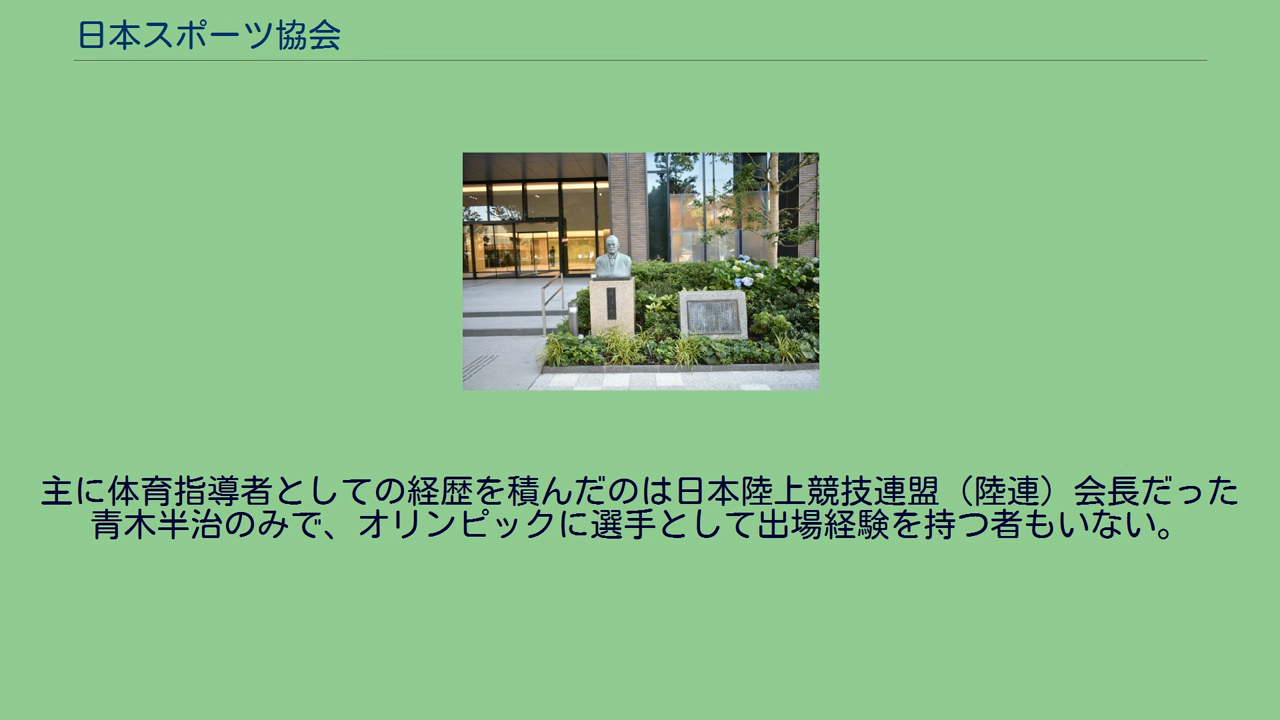 日本スポーツ協会
主に体育指導者としての経歴を積んだのは日本陸上競技連盟（陸連）会長だった
青木半治のみで、オリンピックに選手として出場経験を持つ者もいない。